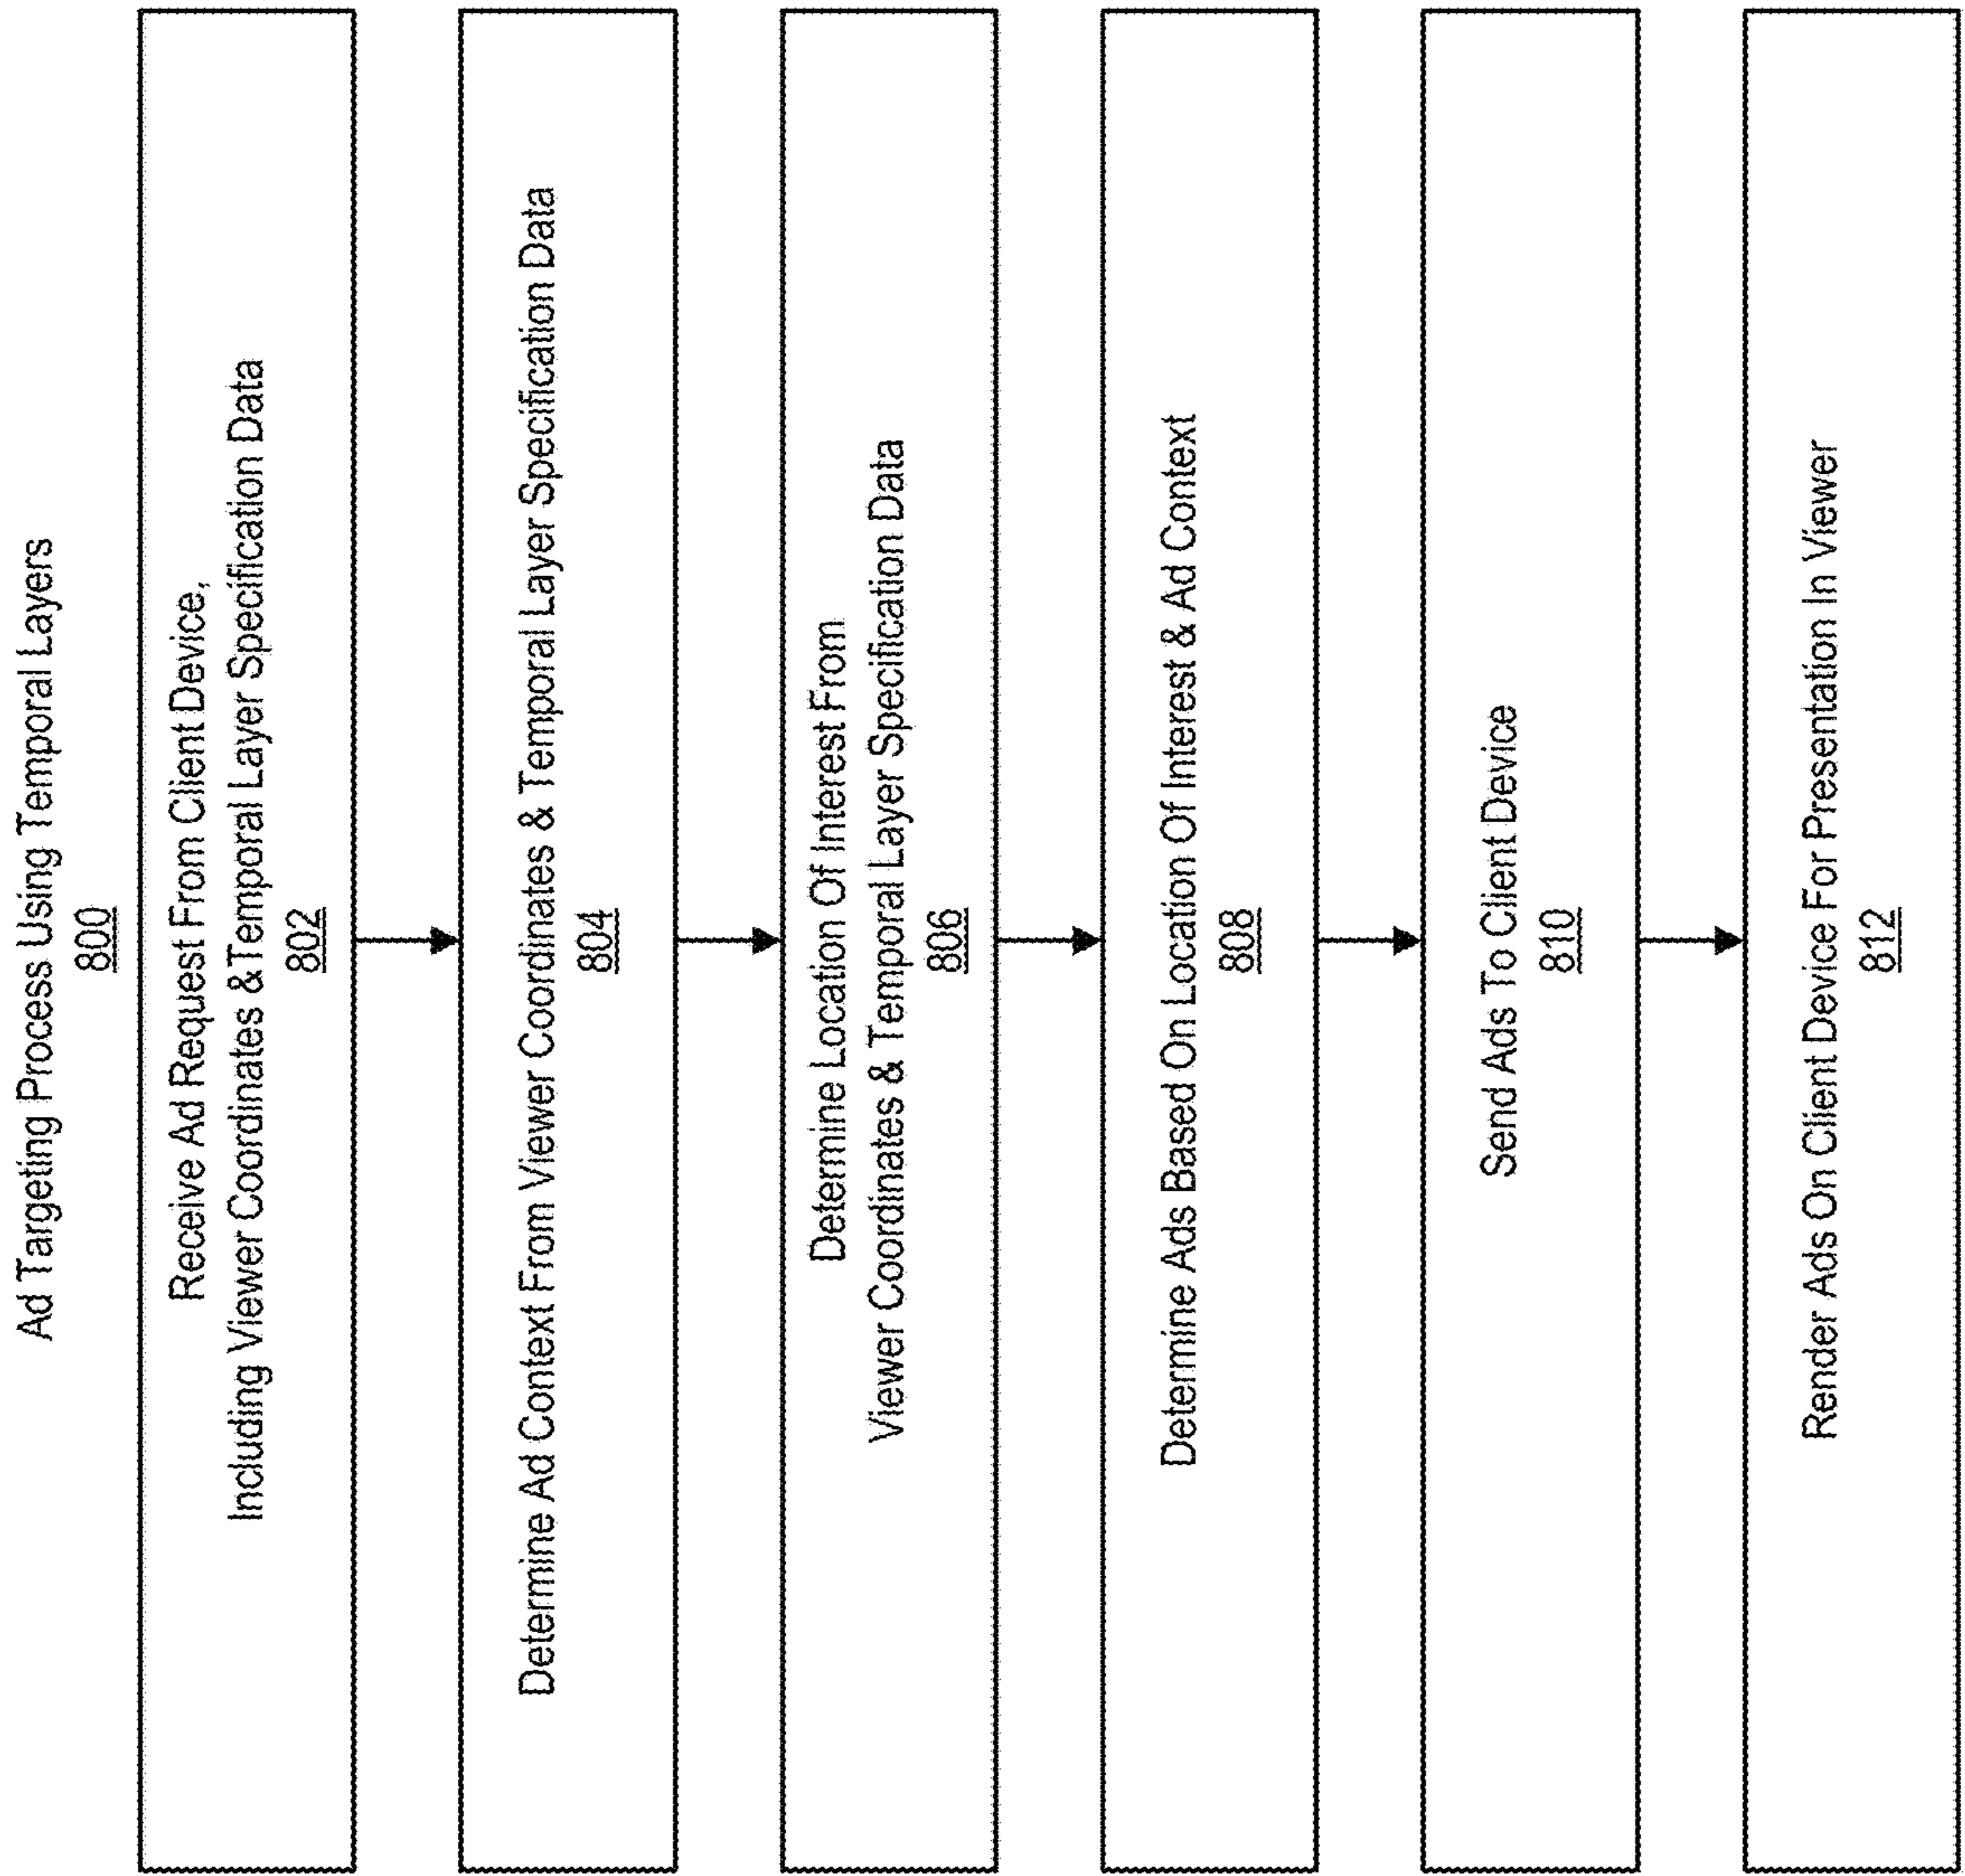 Ad Targeting Process Using Temporal Layers
800
Receive Ad Request From Client Device,
Including Viewer Coordinates &Temporal Layer Specification Data
802
Determine Ad Context From Viewer Coordinates & Temporal Layer Specification Data
804
Determine Location Of Interest From
Viewer Coordinates & Temporal Layer Specification Data
806
Determine Ads Based On Location Of Interest & Ad Context
808
Send Ads To Client Device
810
Render Ads On Client Device For Presentation In Viewer
812